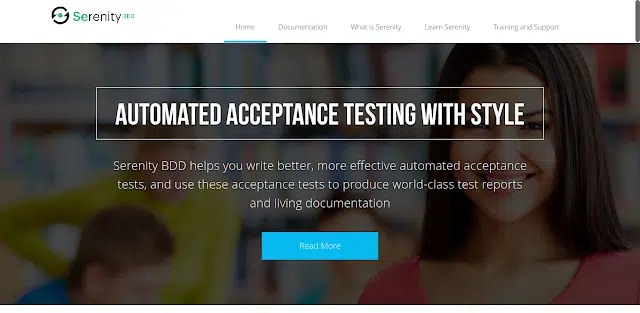 Serenity BDD
Home Documentation What is Serenity Learn Serenity Training and Support
AUTOMATED ACCEPTANCE TESTING WITH STYLE
Serenity BDD helps you write better, more effective automated acceptance
tests, and use these acceptance tests to produce world-class test reports
and living documentation
Read More